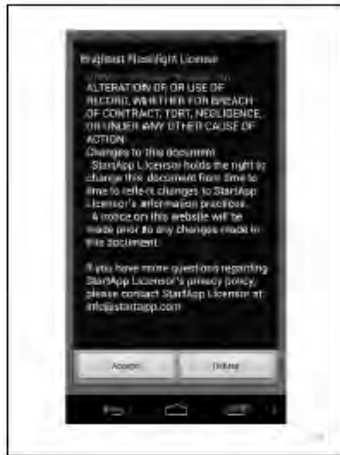 Brightest Flashlight License
ALTERATION OF OR USE OF
RECORD, WHETHER FOR BREACH
OF CONTRACT, TORT, NEGLIGENCE,
OR UNDER ANY OTHER CAUSE OF
ACTION
Changes to this document
StartApp Licensor holds the right to
change this document from time to
time to reflect changes to StartApp
Licensor's information practices.
A notice on this website will be
made prior to any changes made in
this document.
If you have more questions regarding
StartApp Licensor's privacy policy,
please contact StartApp Licensor at:
info@startapp.com
Accept
Refuse